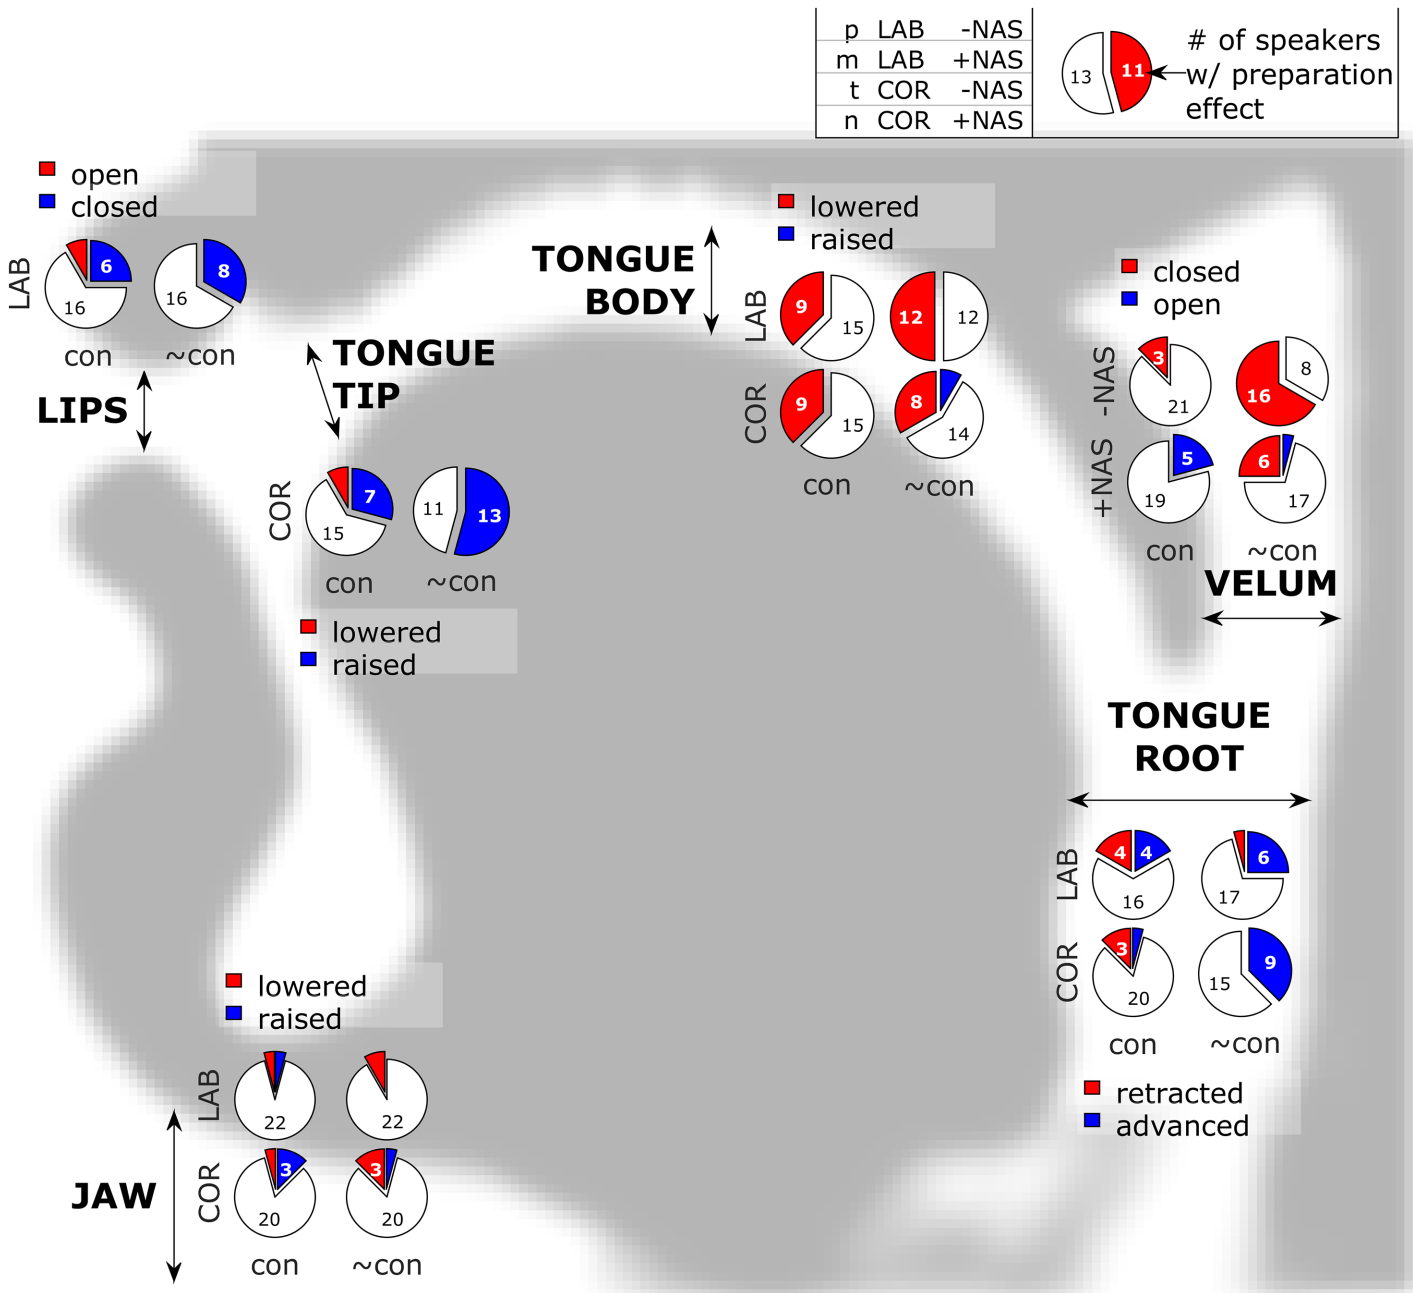 p LAB -NAS
m LAB +NAS
t COR -NAS
n COR +NAS
13 11
# of speakers
w/ preparation
effect
open
closed
LAB
6
16
8
16
con ~con
LIPS
TONGUE
TIP
COR
7
15
11 13
con ~con
lowered
raised
TONGUE
BODY
lowered
raised
LAB
9
15
12 12
COR
9
15
8
14
con ~con
closed
open
-NAS
3
21
16
8
+NAS
5
19
6
17
con ~con
VELUM
TONGUE
ROOT
LAB
4 4
16
6
17
COR
3
20
9
15
con ~con
retracted
advanced
lowered
raised
LAB
22
22
COR
3
20
3
20
con ~con
JAW